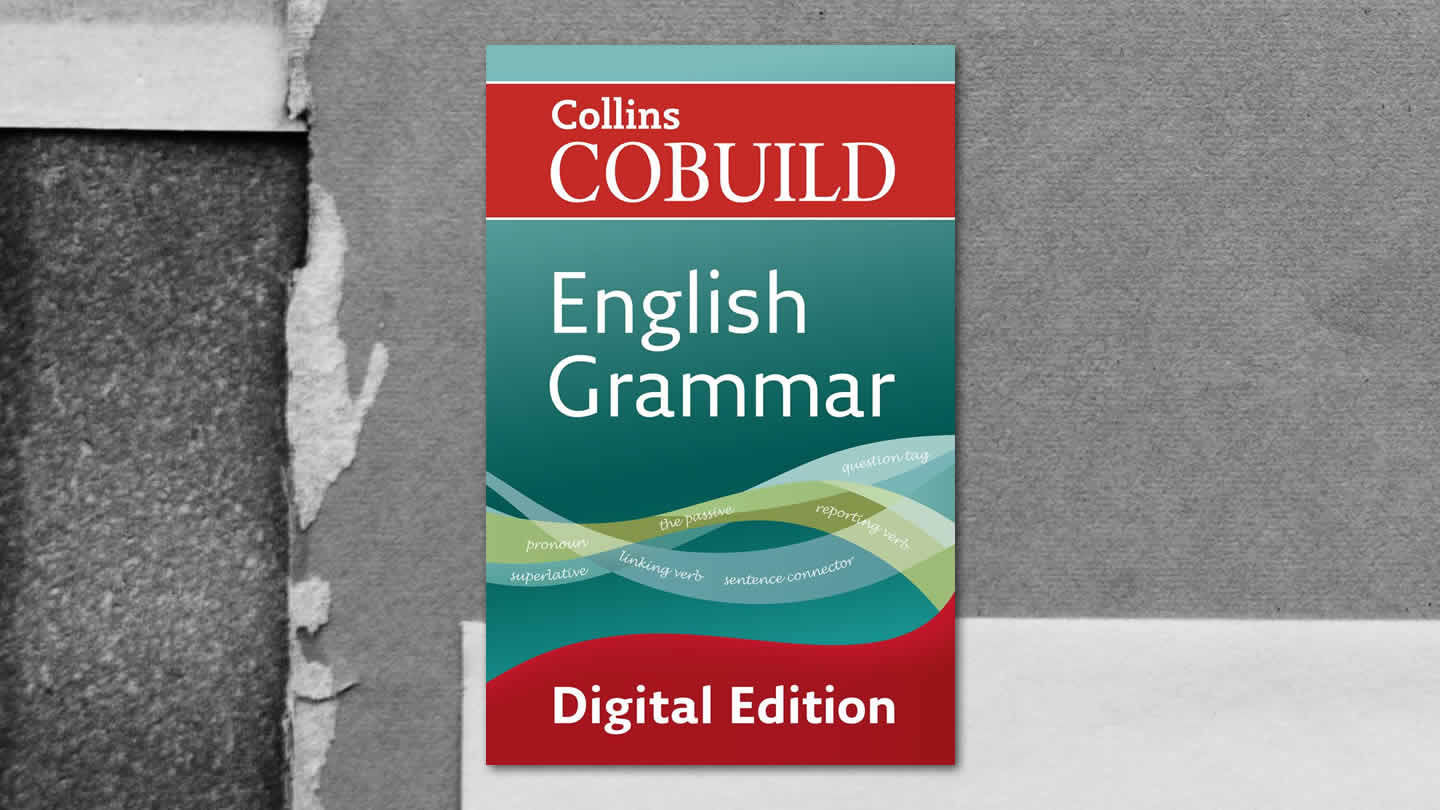 Collins
COBUILD
English
Grammar
question tag
the passive
reporting verb
pronoun
linking verb
superlative
sentence connector
Digital Edition